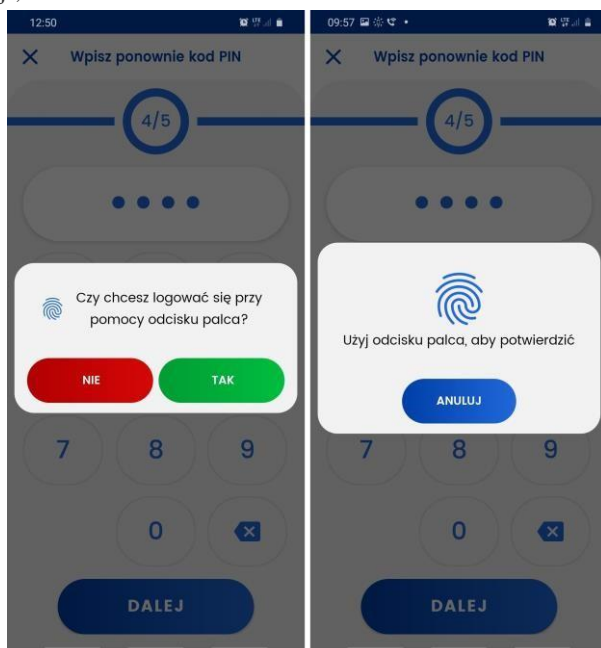 12:50
LTE
Wpisz ponownie kod PIN
4/5
Czy chcesz logować się przy
pomocy odcisku palca?
NIE
TAK
7
8
9
0
DALEJ
09:57
LTE
Wpisz ponownie kod PIN
4/5
Użyj odcisku palca, aby potwierdzić
ANULUJ
7
8
9
0
DALEJ